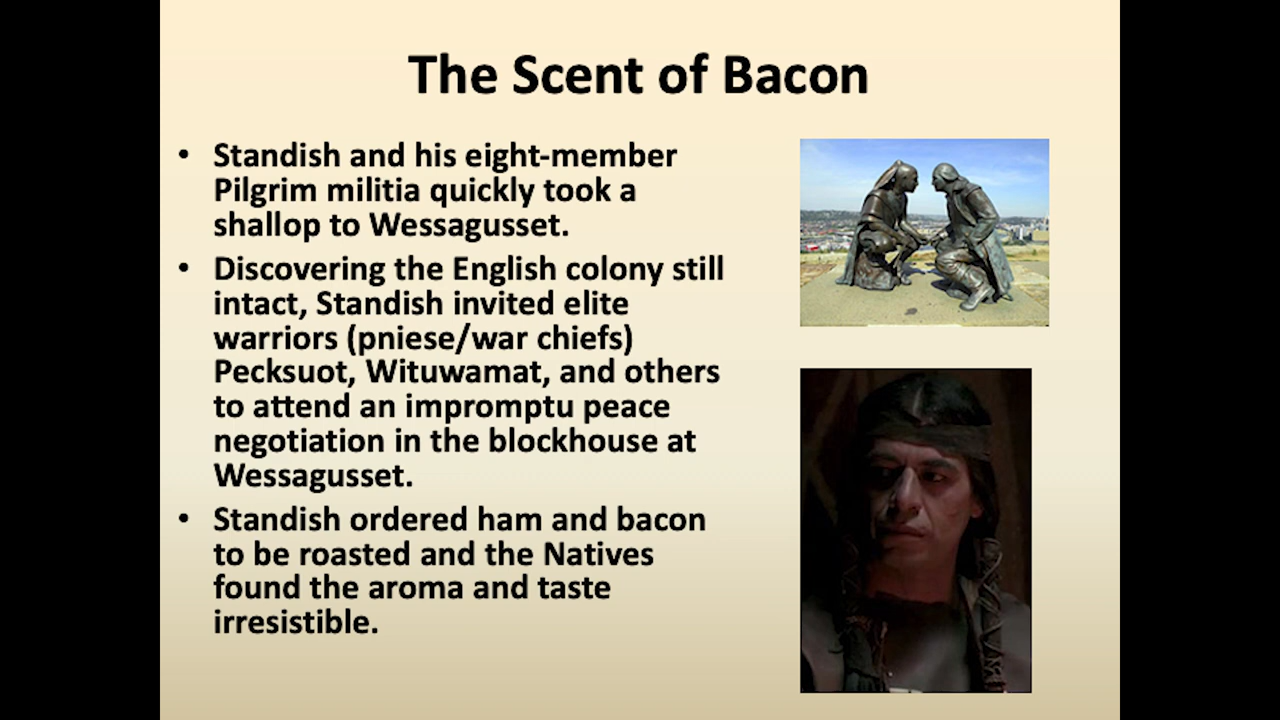 The Scent of Bacon
• Standish and his eight-member
Pilgrim militia quickly took a
shallop to Wessagusset.
• Discovering the English colony still
intact, Standish invited elite
warriors (pniese/war chiefs)
Pecksuot, Wituwamat, and others
to attend an impromptu peace
negotiation in the blockhouse at
Wessagusset.
• Standish ordered ham and bacon
to be roasted and the Natives
found the aroma and taste
irresistible.